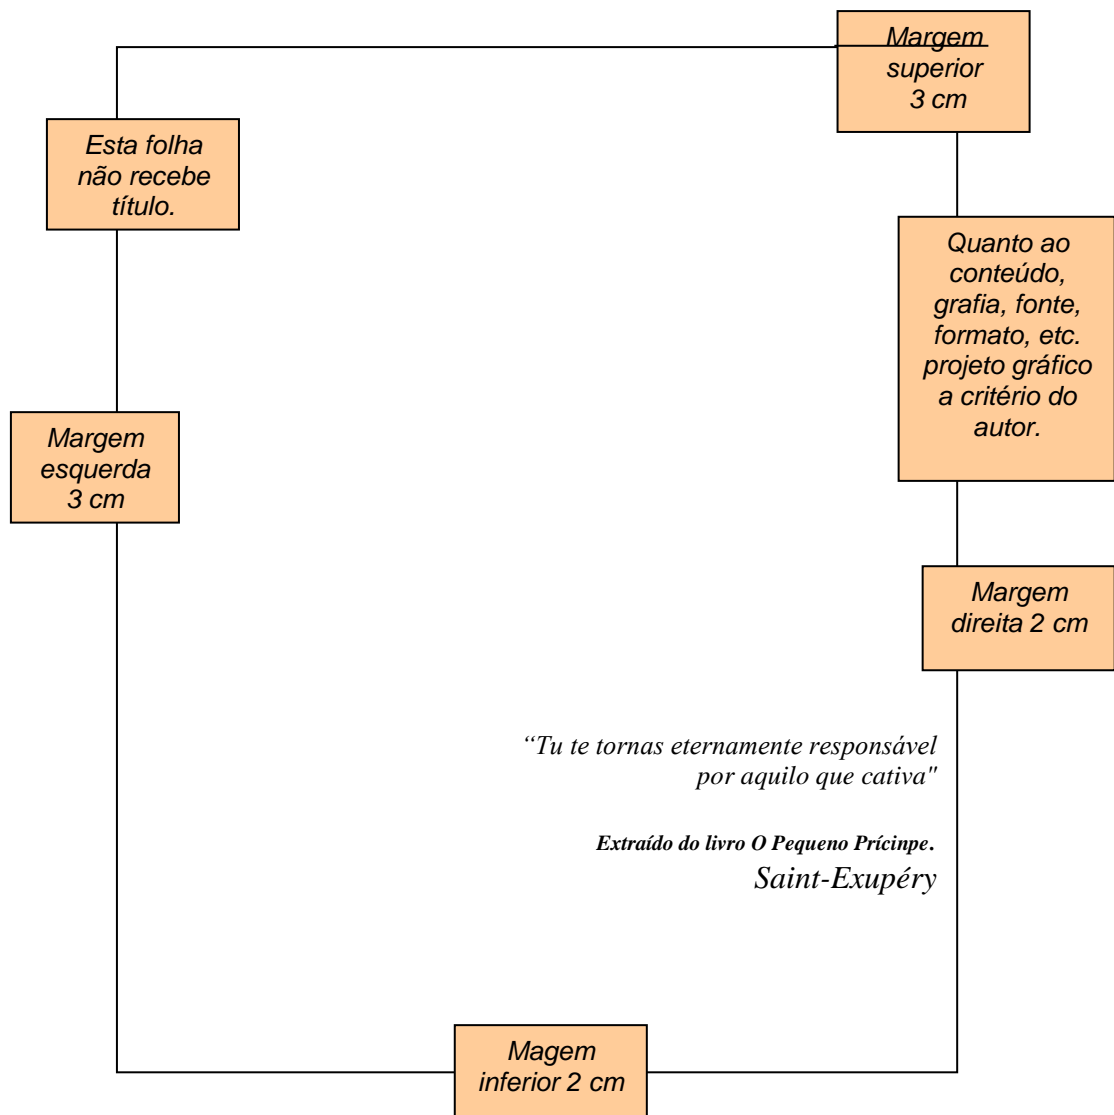 Margem
superior
3 cm
Esta folha
não recebe
título.
Quanto ao
conteúdo,
grafia, fonte,
formato, etc.
projeto gráfico
a critério do
autor.
Margem
esquerda
3 cm
Margem
direita 2 cm
“Tu te tornas eternamente responsável
por aquilo que cativa"
Extraído do livro O Pequeno Prícinpe.
Saint-Exupéry
Magem
inferior 2 cm